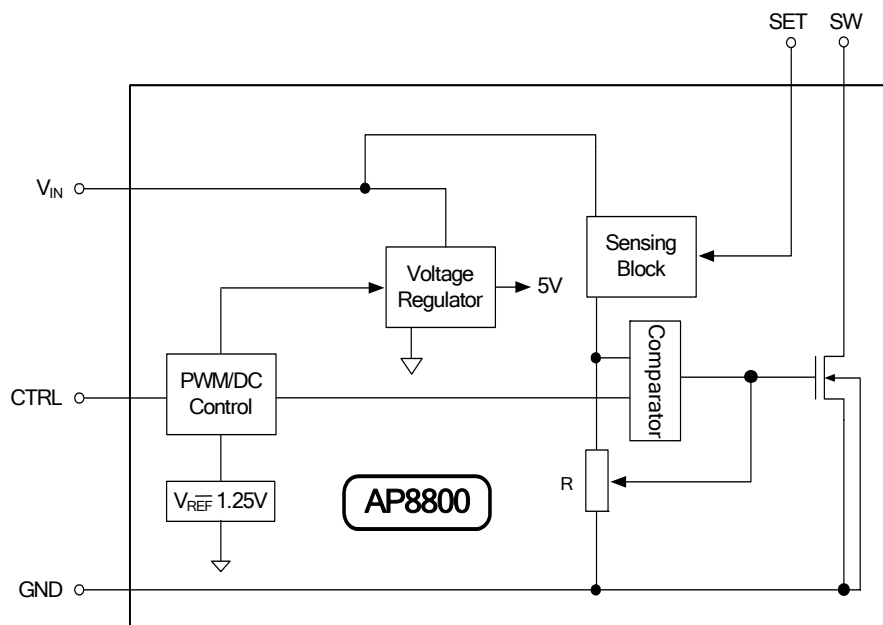 SET SW
VIN
Sensing
Block
Voltage
Regulator
5V
Comparator
PWM/DC
Control
CTRL
VREF= 1.25V
R
AP8800
GND